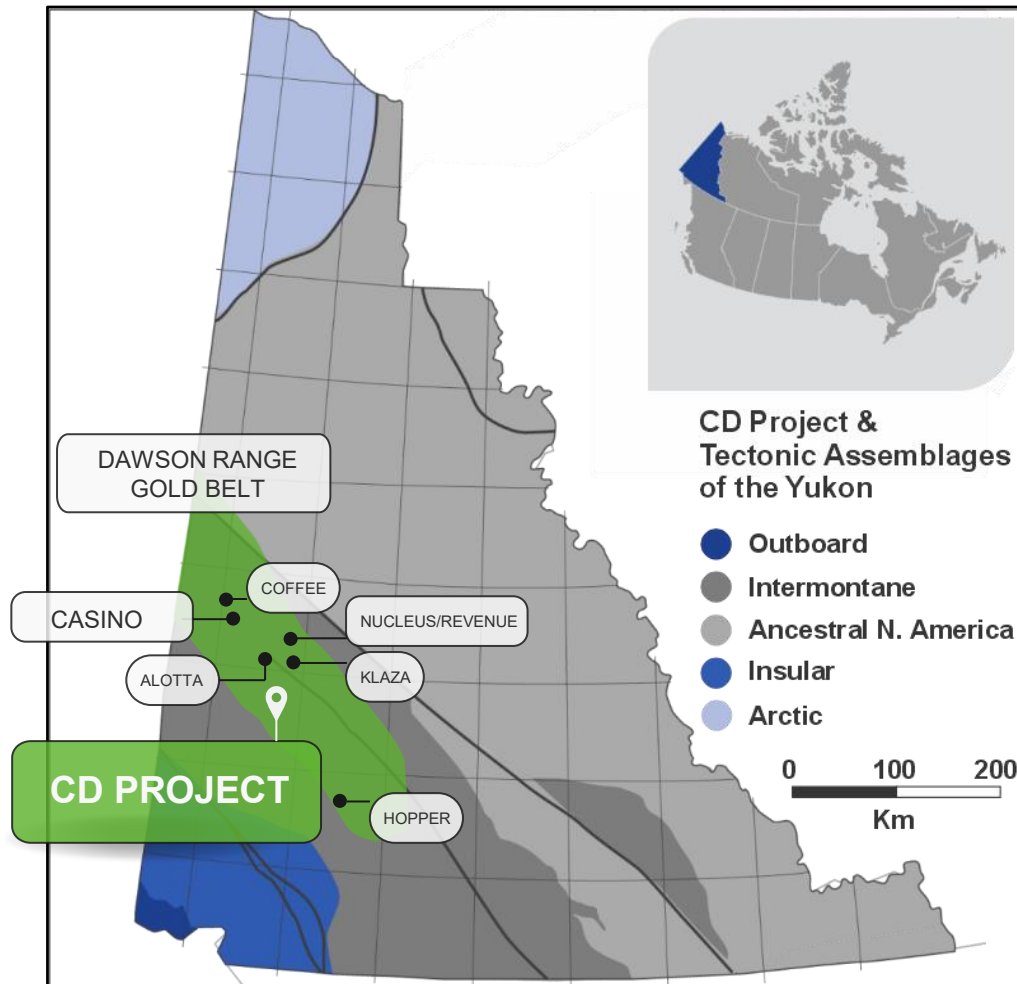 DAWSON RANGE
GOLD BELT
COFFEE
CASINO
NUCLEUS/REVENUE
ALOTTA
KLAZA
CD PROJECT
HOPPER
CD Project &
Tectonic Assemblages
of the Yukon
Outboard
Intermontane
Ancestral N. America
Insular
Arctic
0 100 200
Km